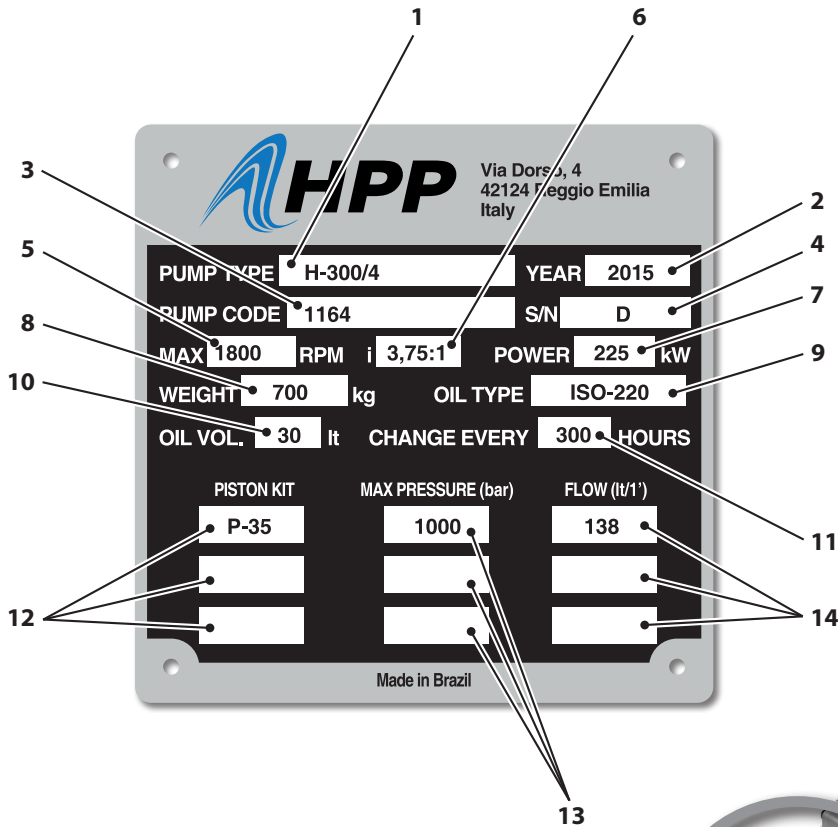 1 6
HPP
Via Dorso, 4
42124 Reggio Emilia
Italy
3
2
5
4
PUMP TYPE H-300/4 YEAR 2015
7
8
PUMP CODE 1164 S/N D
9
MAX 1800 RPM i 3,75:1 POWER 225 kW
10
WEIGHT 700 kg OIL TYPE ISO-220
OIL VOL. 30 lt CHANGE EVERY 300 HOURS
PISTON KIT MAX PRESSURE (bar) FLOW (lt/1')
P-35 1000 138
11
12 14
Made in Brazil
13